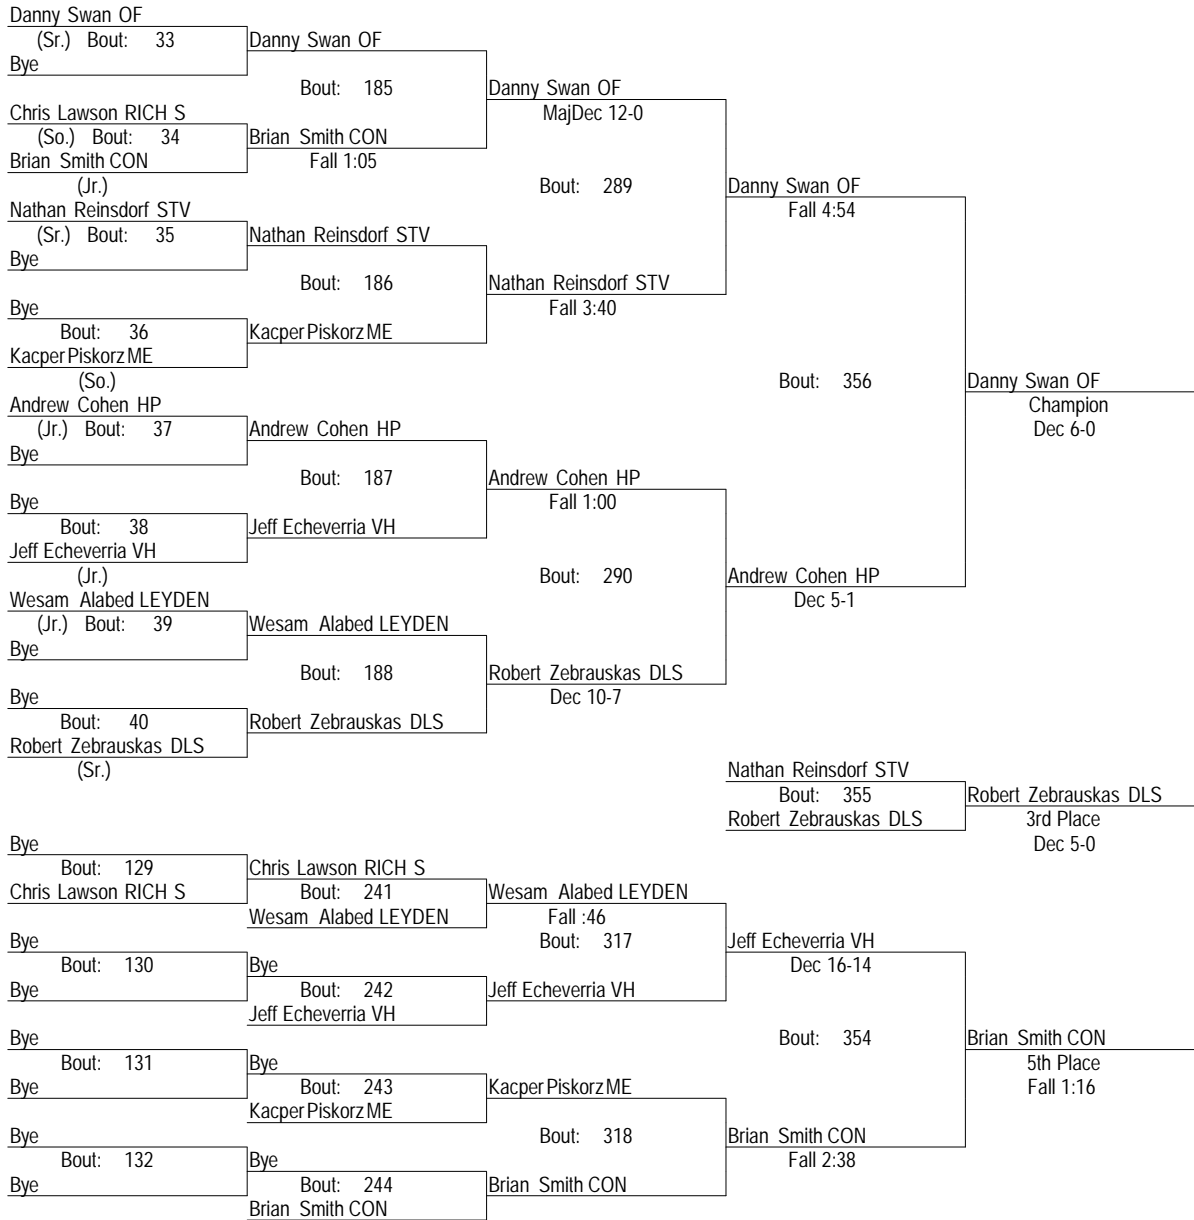 Danny Swan OF
(Sr.) Bout: 33
Bye
Danny Swan OF
Bout: 185
Chris Lawson RICH S
(So.) Bout: 34
Brian Smith CON
(Jr.)
Brian Smith CON
Fall 1:05
Danny Swan OF
MajDec 12-0
Bout: 289
Nathan Reinsdorf STV
(Sr.) Bout: 35
Bye
Nathan Reinsdorf STV
Bout: 186
Bye
Bout: 36
Kacper Piskorz ME
(So.)
Kacper Piskorz ME
Nathan Reinsdorf STV
Fall 3:40
Danny Swan OF
Fall 4:54
Bout: 356
Danny Swan OF
Champion
Dec 6-0
Andrew Cohen HP
(Jr.) Bout: 37
Bye
Andrew Cohen HP
Bout: 187
Bye
Bout: 38
Jeff Echeverria VH
(Jr.)
Jeff Echeverria VH
Andrew Cohen HP
Fall 1:00
Bout: 290
Andrew Cohen HP
Dec 5-1
Wesam Alabed LEYDEN
(Jr.) Bout: 39
Bye
Wesam Alabed LEYDEN
Bout: 188
Bye
Bout: 40
Robert Zebrauskas DLS
(Sr.)
Robert Zebrauskas DLS
Robert Zebrauskas DLS
Dec 10-7
Nathan Reinsdorf STV
Bout: 355
Robert Zebrauskas DLS
Robert Zebrauskas DLS
3rd Place
Dec 5-0
Bye
Bout: 129
Chris Lawson RICH S
Chris Lawson RICH S
Bout: 241
Wesam Alabed LEYDEN
Wesam Alabed LEYDEN
Fall :46
Bout: 317
Bye
Bout: 130
Bye
Bye
Bout: 242
Jeff Echeverria VH
Jeff Echeverria VH
Jeff Echeverria VH
Dec 16-14
Bout: 354
Brian Smith CON
5th Place
Fall 1:16
Bye
Bout: 131
Bye
Bye
Bout: 243
Kacper Piskorz ME
Kacper Piskorz ME
Bout: 318
Brian Smith CON
Fall 2:38
Bye
Bout: 132
Bye
Bye
Bout: 244
Brian Smith CON
Brian Smith CON